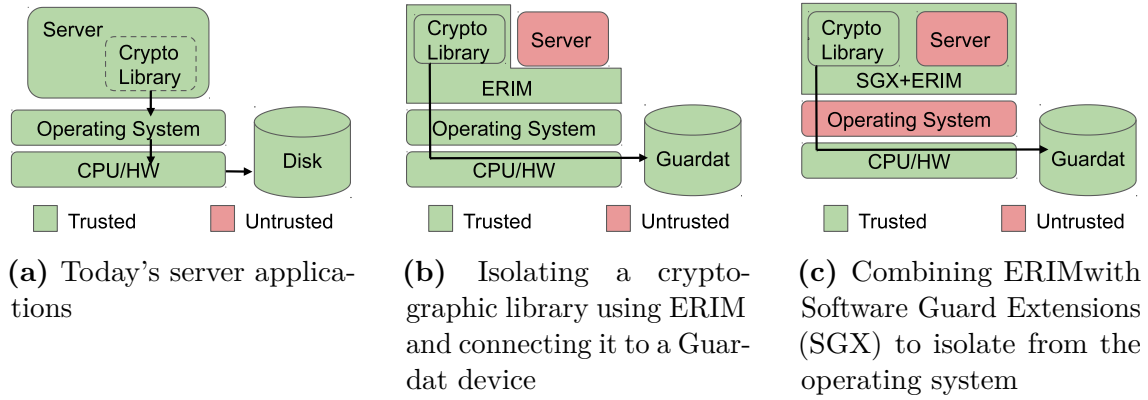 Server
Crypto
Library
Operating System
CPU/HW
Disk
Trusted
Untrusted
(a) Today's server applica-
tions
Crypto
Library
Server
ERIM
Operating System
CPU/HW
Guardat
Trusted
Untrusted
(b) Isolating a crypto-
graphic library using ERIM
and connecting it to a Guar-
dat device
Crypto
Library
Server
SGX+ERIM
Operating System
CPU/HW
Guardat
Trusted
Untrusted
(c) Combining ERIMwith
Software Guard Extensions
(SGX) to isolate from the
operating system